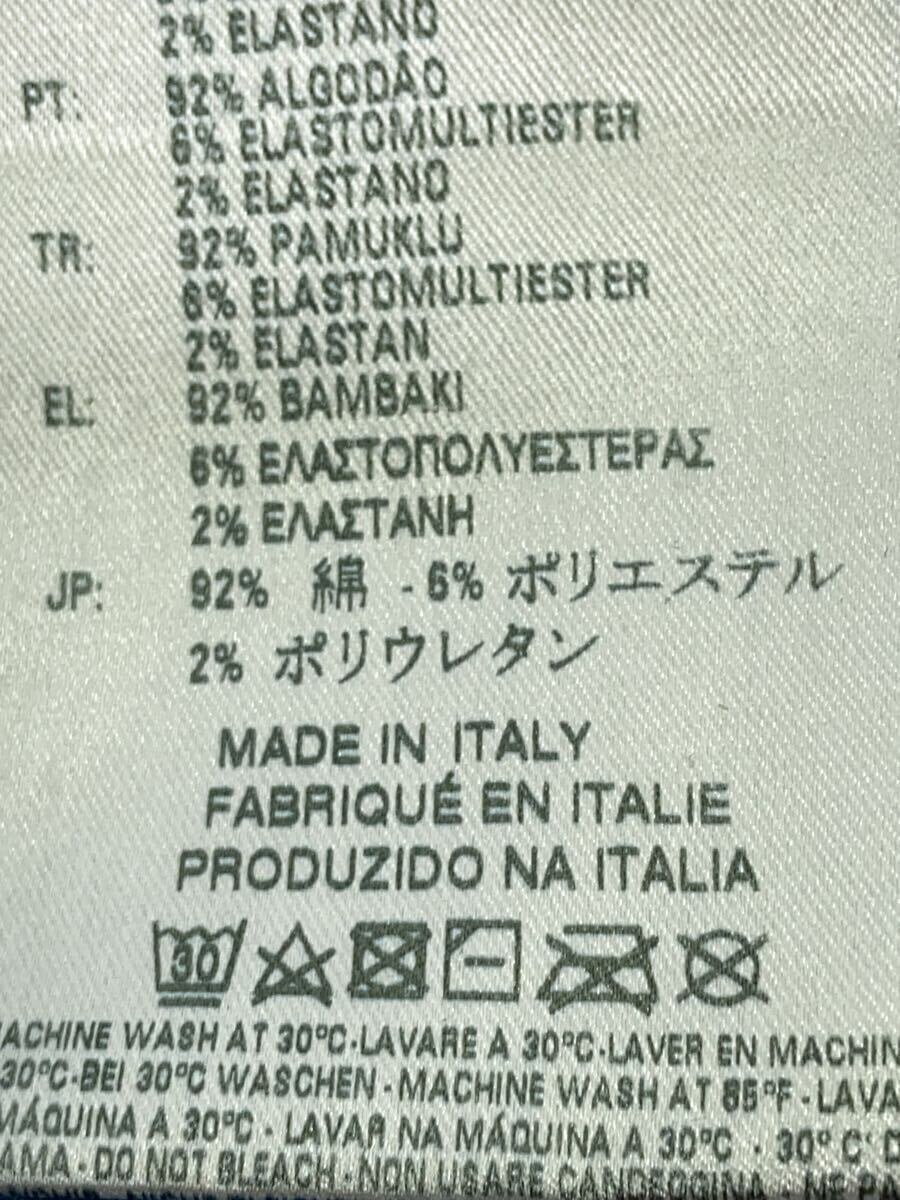 2% ELASTANO
PT: 92% ALGODÃO
6% ELASTOMULTIESTER
2% ELASTANO
TR: 92% PAMUKLU
6% ELASTOMULTIESTER
2% ELASTAN
EL: 92% BAMBAKI
6% ΕΛΑΣΤΟΠΟΛΥΕΣΤΕΡΑΣ
2% ΕΛΑΣΤΑΝΗ
JP: 92% 綿 - 6% ポリエステル
2% ポリウレタン
MADE IN ITALY
FABRIQUÉ EN ITALIE
PRODUZIDO NA ITALIA
30
ACHINE WASH AT 30°C·LAVARE A 30°C·LAVER EN MACHIN
30°C·BEI 30°C WASCHEN·MACHINE WASH AT 85°F·LAVA
MÁQUINA A 30°C· LAVAR NA MÁQUINA A 30°C · 30° C'
AMA·DO NOT BLEACH·NON USARE CANDEGGINA